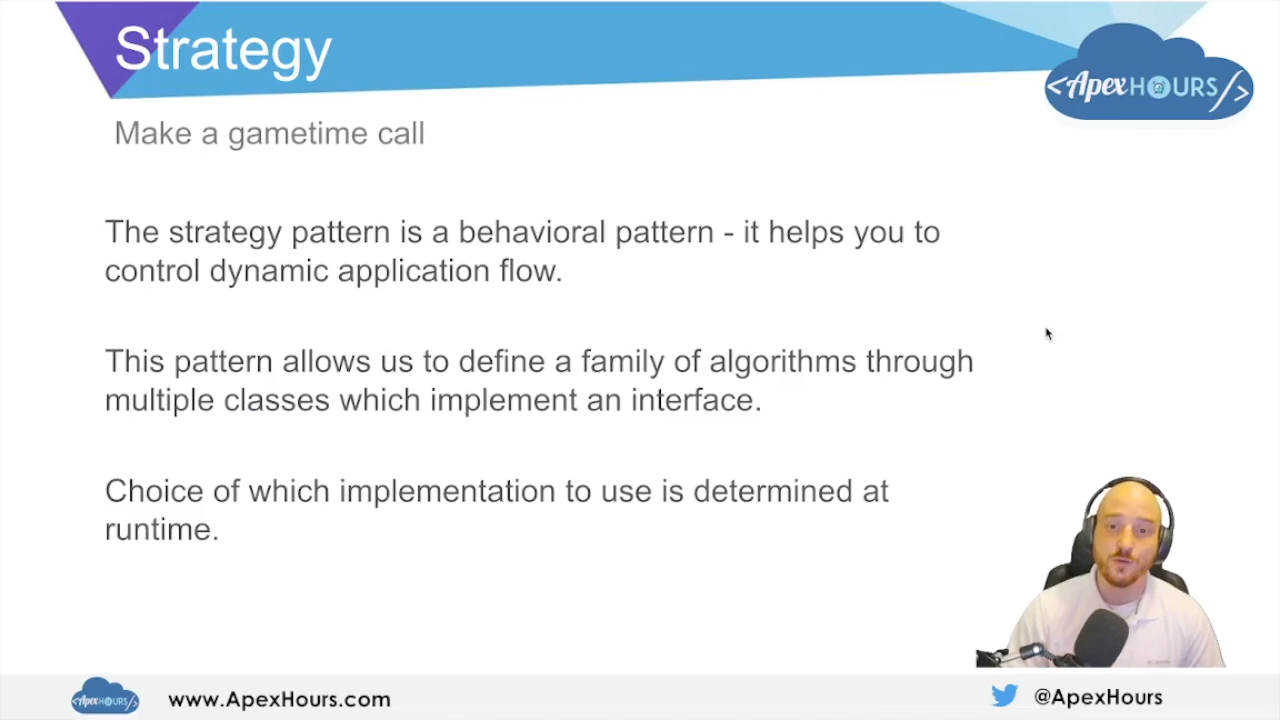 Strategy
<ApexHOURS/>
Make a gametime call
The strategy pattern is a behavioral pattern - it helps you to
control dynamic application flow.
This pattern allows us to define a family of algorithms through
multiple classes which implement an interface.
Choice of which implementation to use is determined at
runtime.
<ApexHOURS/>
www.ApexHours.com
@ApexHours